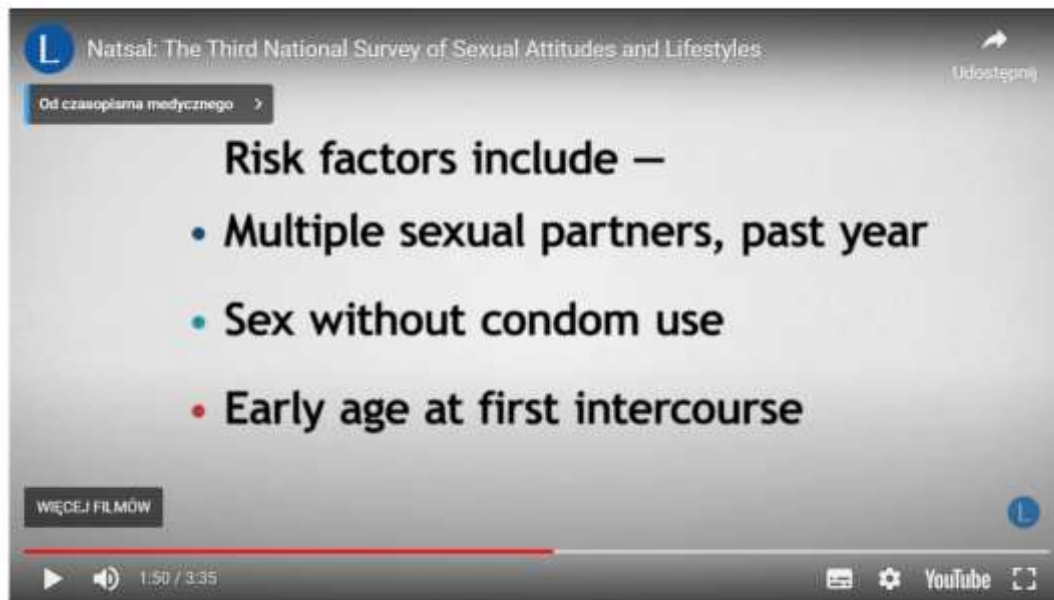 L Natsal: The Third National Survey of Sexual Attitudes and Lifestyles
Udostępnij
Od czasopisma medycznego >
Risk factors include —
• Multiple sexual partners, past year
• Sex without condom use
• Early age at first intercourse
WIĘCEJ FILMÓW
L
1:50 / 3:35
YouTube